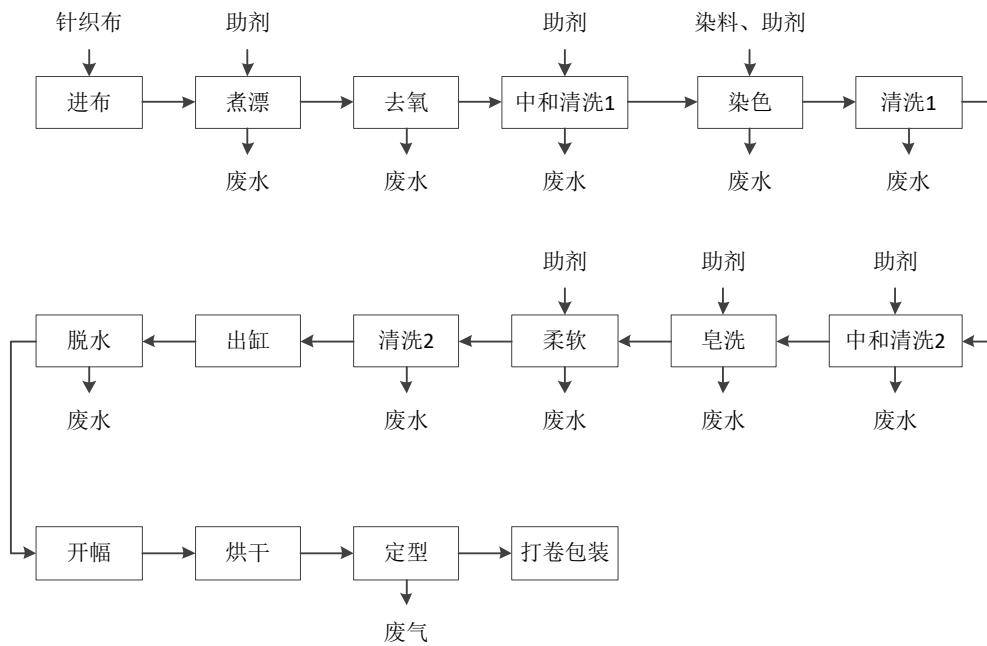 针织布 助剂 助剂 染料、助剂
进布 煮漂 去氧 中和清洗1 染色 清洗1
废水 废水 废水 废水 废水
助剂 助剂 助剂
脱水 出缸 清洗2 柔软 皂洗 中和清洗2
废水 废水 废水 废水 废水
开幅 烘干 定型 打卷包装
废气